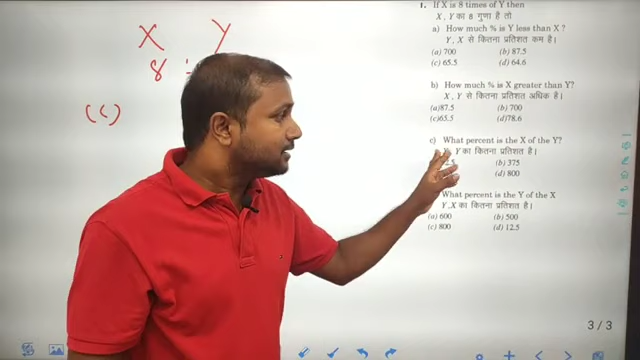 X Y
8 :
(c)
1. If X is 8 times of Y then
X, Y का 8 गुणा है तो
a) How much % is Y less than X ?
Y, X से कितना प्रतिशत कम है।
(a) 700 (b) 87.5
(c) 65.5 (d) 64.6
b) How much % is X greater than Y?
X, Y से कितना प्रतिशत अधिक है।
(a)87.5 (b) 700
(c)65.5 (d)78.6
c) What percent is the X of the Y?
Y का कितना प्रतिशत है।
(b) 375
(d) 800
What percent is the Y of the X
Y, X का कितना प्रतिशत है।
(a) 600 (b) 500
(c) 800 (d) 12.5
3 / 3